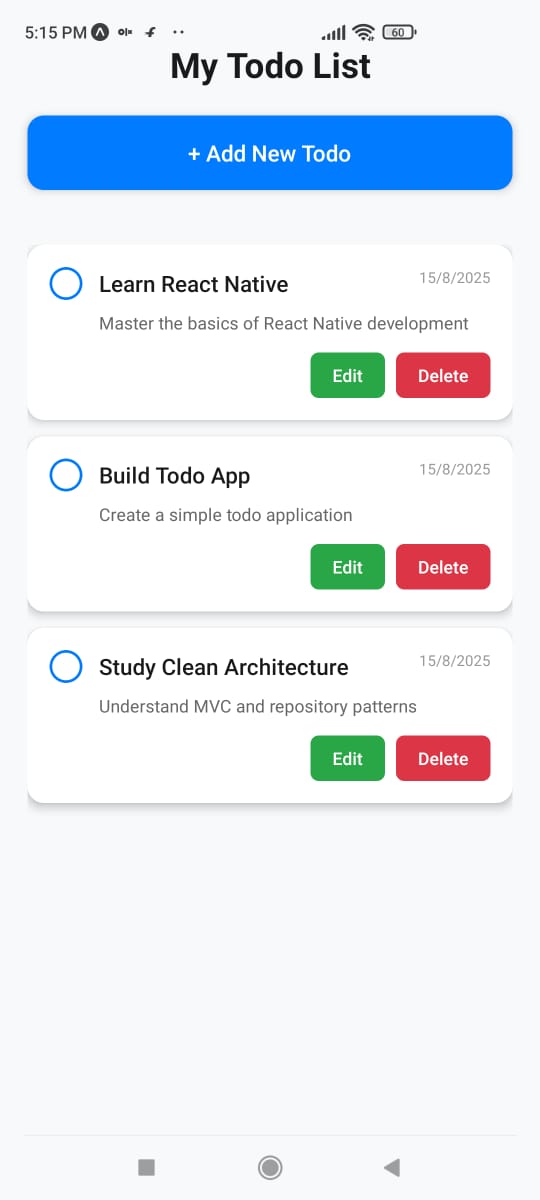 5:15 PM
60
My Todo List
+ Add New Todo
Learn React Native
15/8/2025
Master the basics of React Native development
Edit
Delete
Build Todo App
15/8/2025
Create a simple todo application
Edit
Delete
Study Clean Architecture
15/8/2025
Understand MVC and repository patterns
Edit
Delete